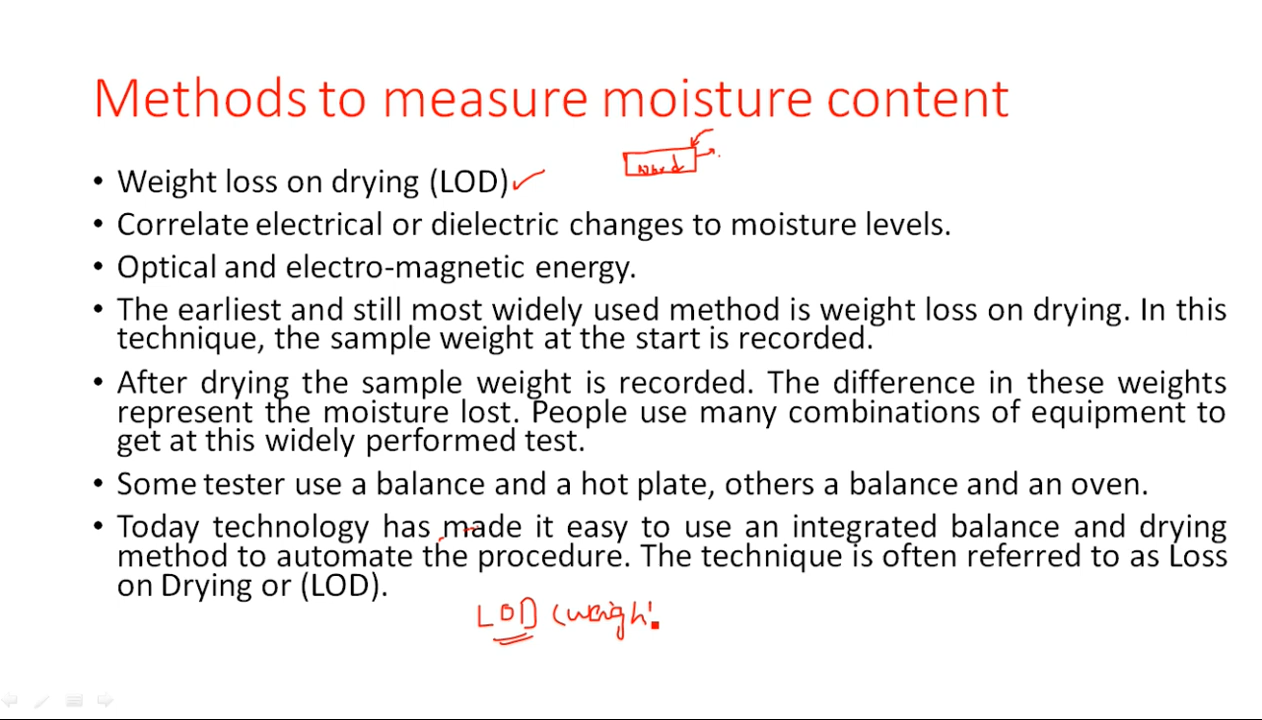 Methods to measure moisture content
• Weight loss on drying (LOD)
• Correlate electrical or dielectric changes to moisture levels.
• Optical and electro-magnetic energy.
• The earliest and still most widely used method is weight loss on drying. In this
technique, the sample weight at the start is recorded.
• After drying the sample weight is recorded. The difference in these weights
represent the moisture lost. People use many combinations of equipment to
get at this widely performed test.
• Some tester use a balance and a hot plate, others a balance and an oven.
• Today technology has made it easy to use an integrated balance and drying
method to automate the procedure. The technique is often referred to as Loss
on Drying or (LOD).
LOD (weigh